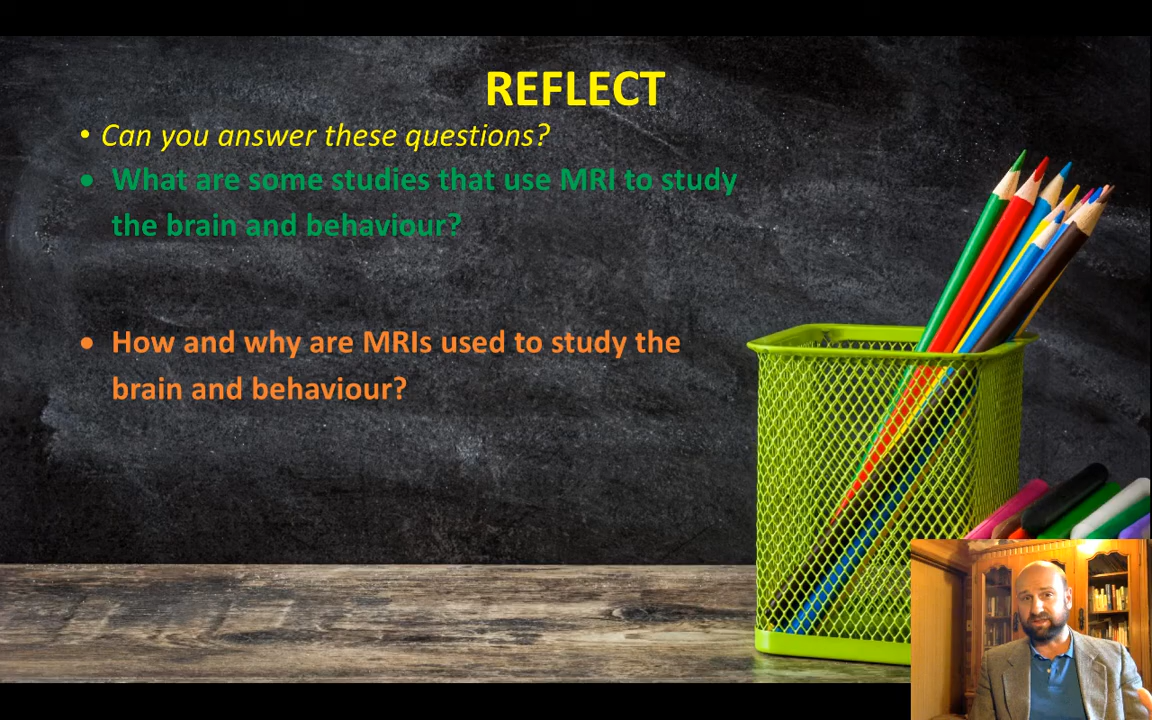 REFLECT
• Can you answer these questions?
• What are some studies that use MRI to study
the brain and behaviour?
• How and why are MRIs used to study the
brain and behaviour?